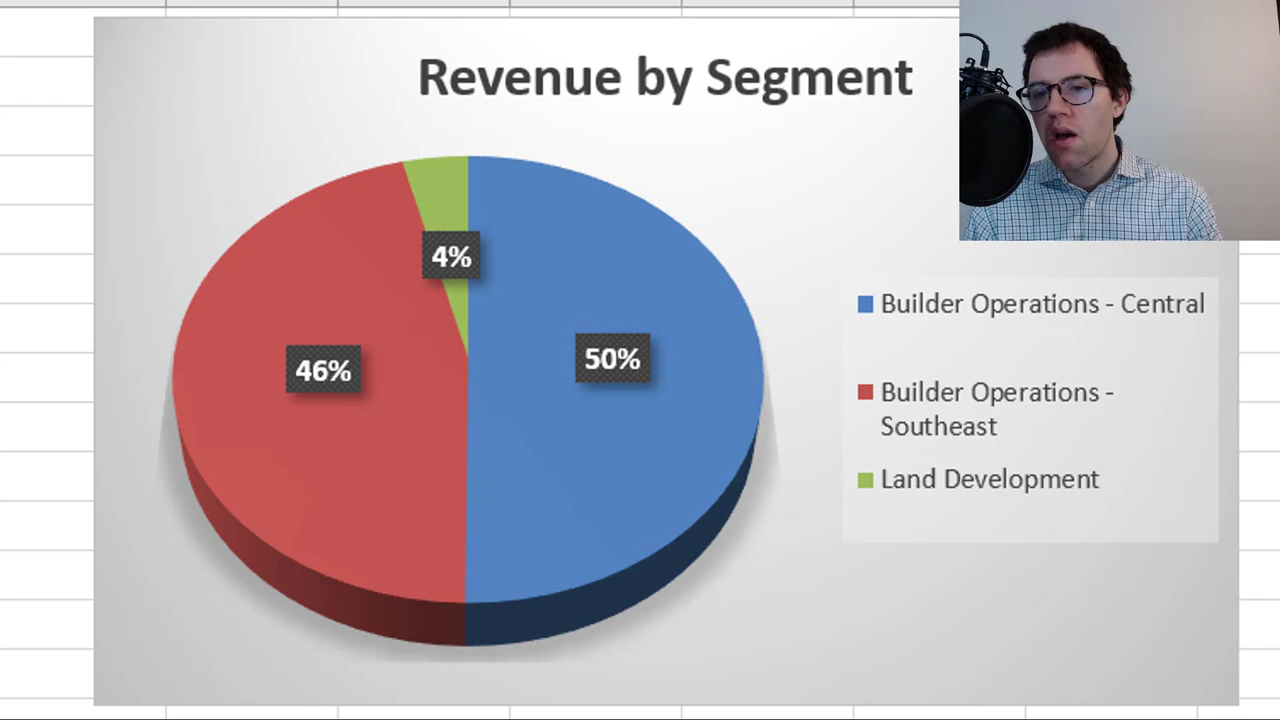 Revenue by Segment
4%
46%
50%
Builder Operations - Central
Builder Operations -
Southeast
Land Development